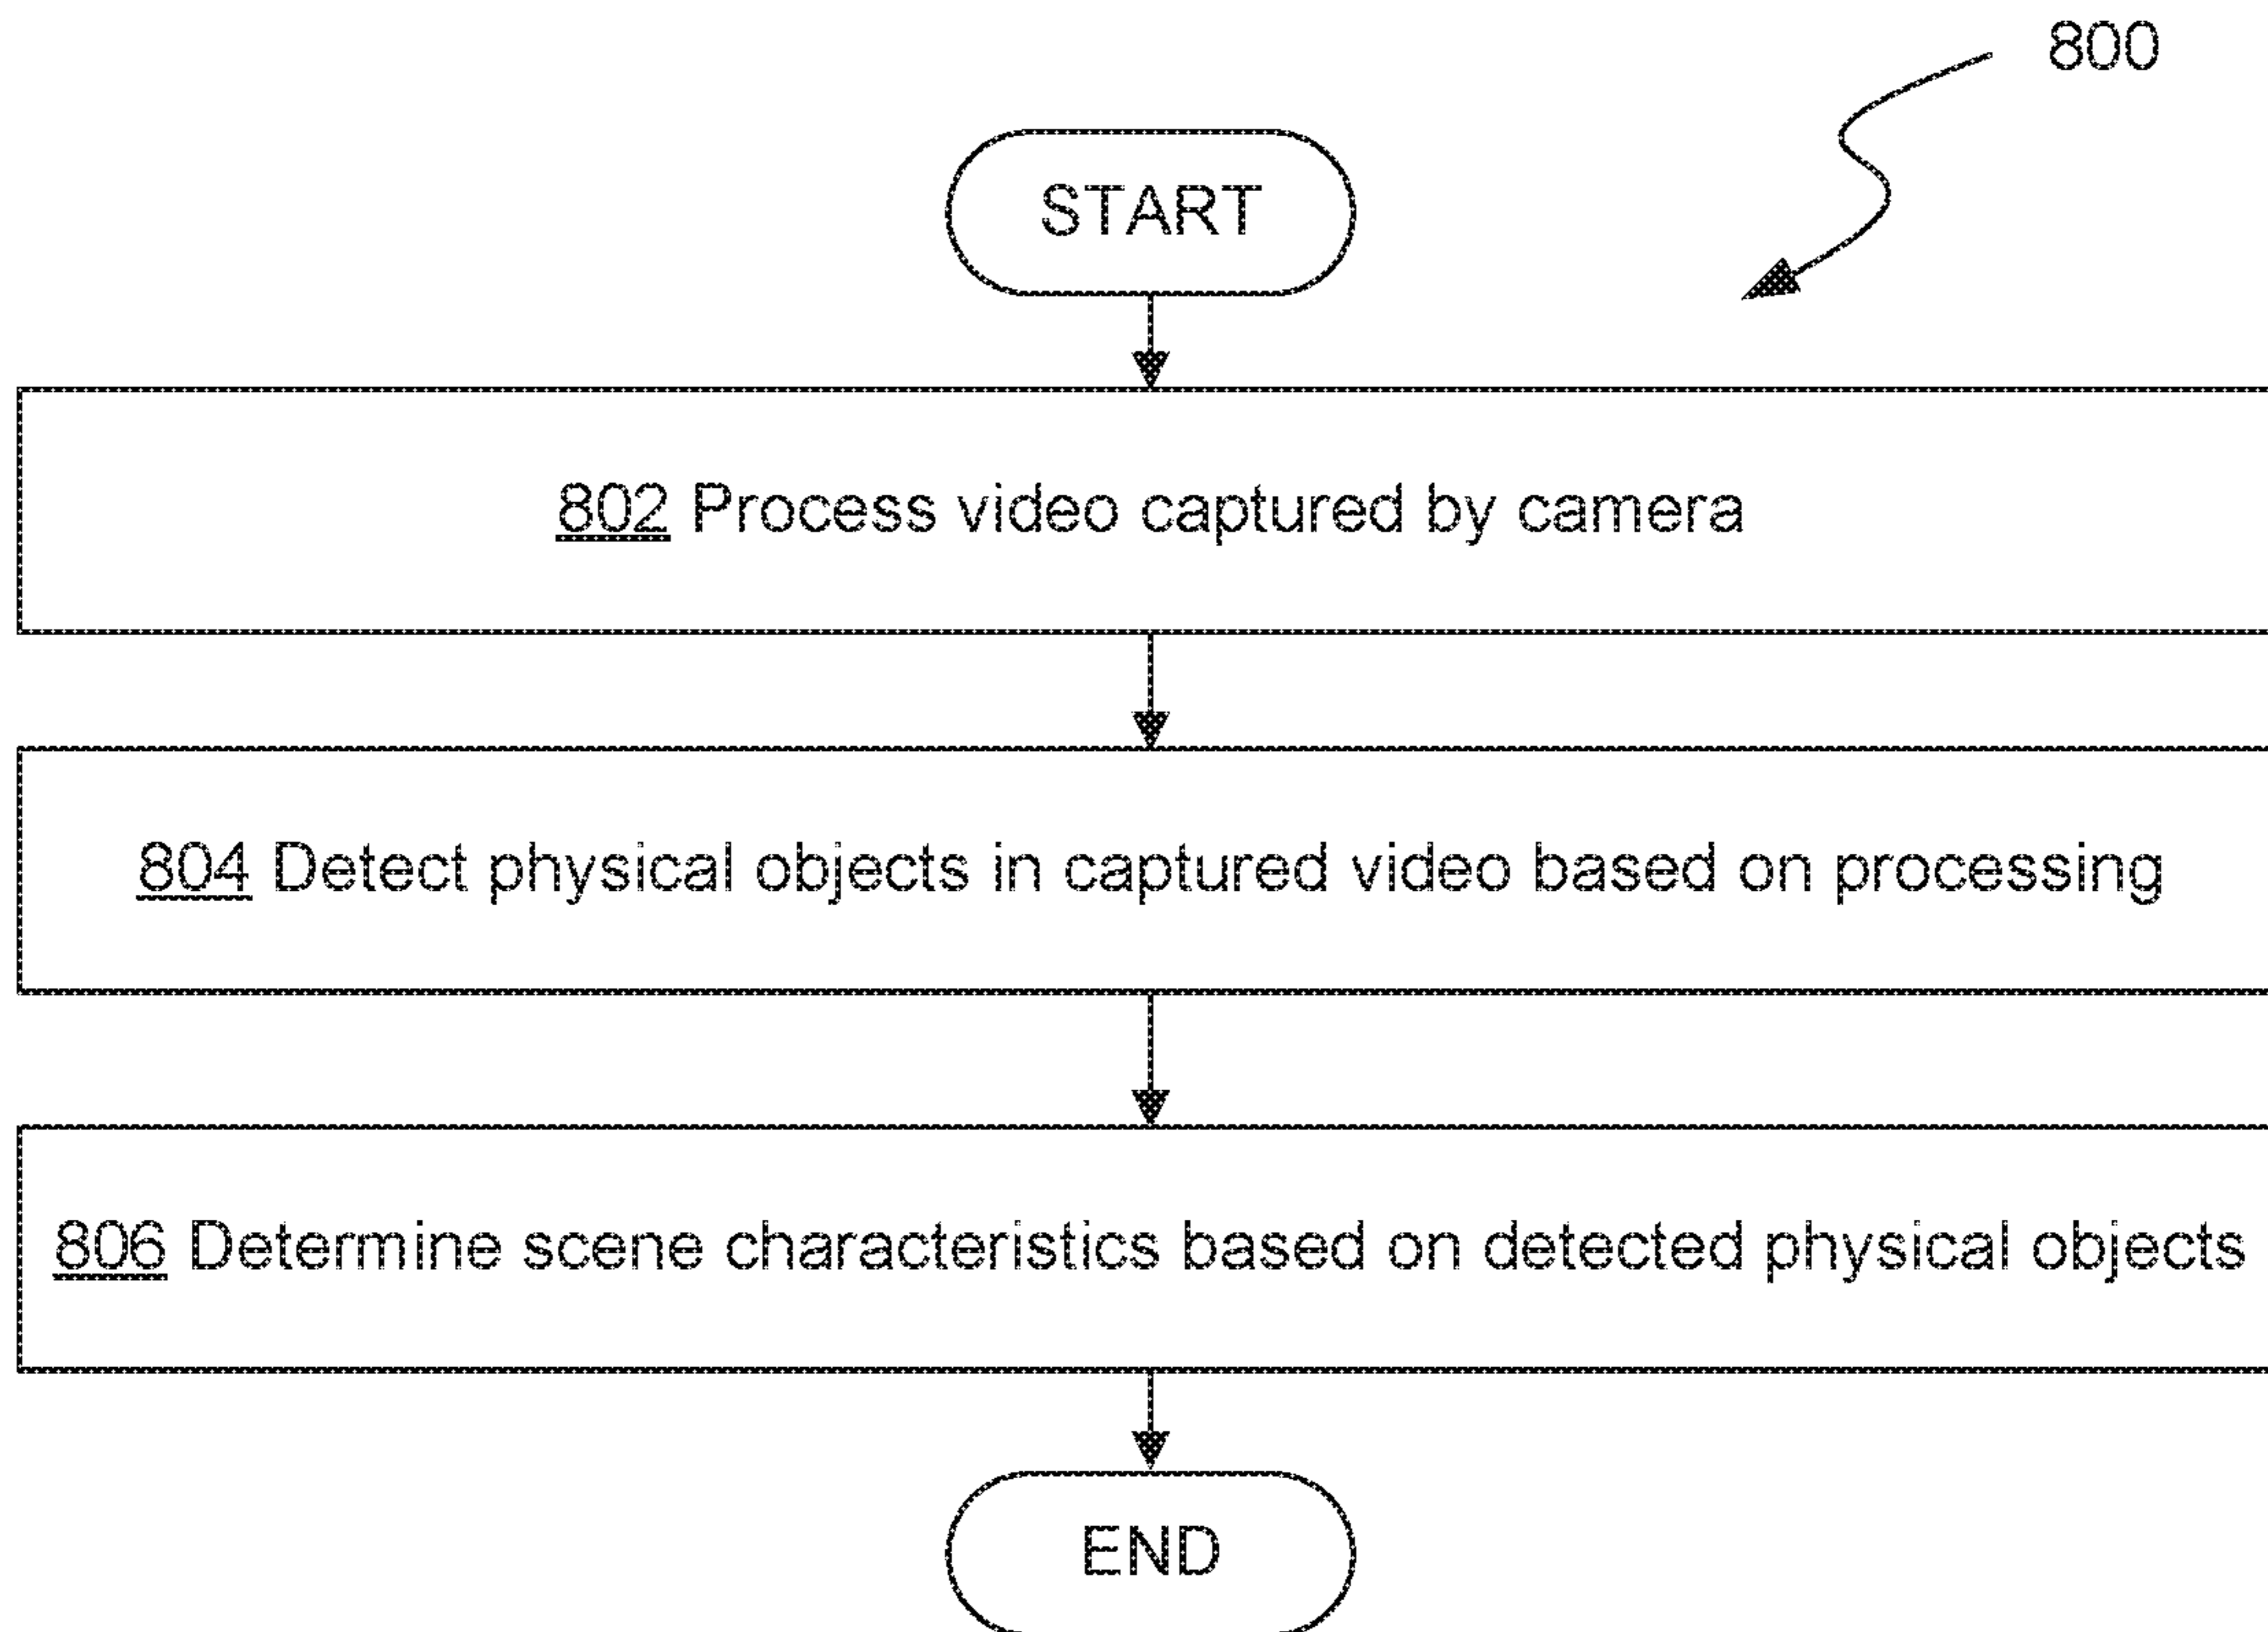 800
START
802 Process video captured by camera
804 Detect physical objects in captured video based on processing
806 Determine scene characteristics based on detected physical objects
END